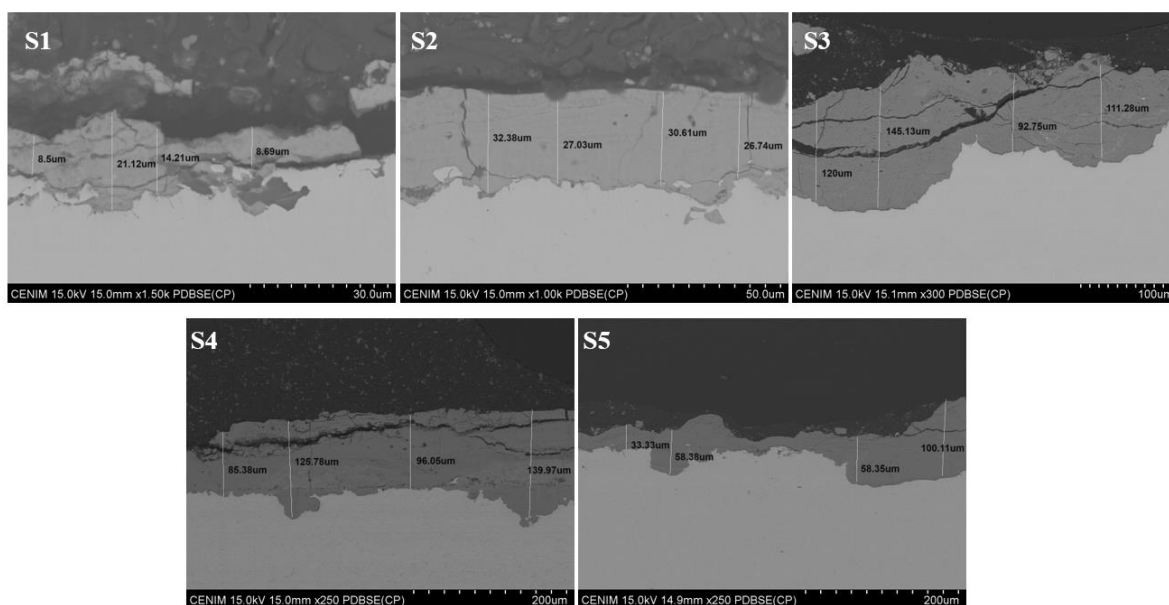 S1
8.5um
21.12um
14.21um
8.69um
CENIM 15.0kV 15.0mm x1.50k PDBSE(CP)
30.0um
S2
32.38um
27.03um
30.61um
26.74um
CENIM 15.0kV 15.0mm x1.00k PDBSE(CP)
50.0um
S3
120um
145.13um
92.75um
111.28um
CENIM 15.0kV 15.1mm x300 PDBSE(CP)
100um
S4
85.38um
125.78um
96.05um
139.97um
CENIM 15.0kV 15.0mm x250 PDBSE(CP)
200um
S5
33.33um
58.38um
58.35um
100.11um
CENIM 15.0kV 14.9mm x250 PDBSE(CP)
200um